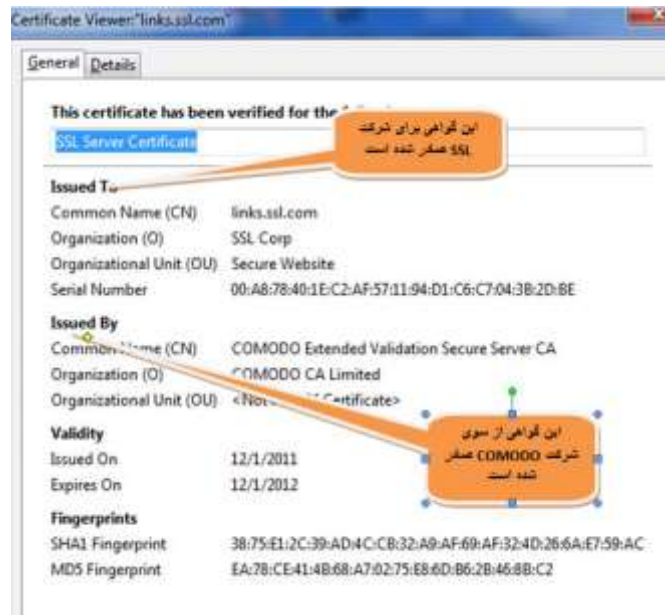 Certificate Viewer:"links.ssl.com"
General Details
This certificate has been verified for the
SSL Server Certificate
این گواهی برای شرکت
SSL صادر شده است
Issued To
Common Name (CN) links.ssl.com
Organization (O) SSL Corp
Organizational Unit (OU) Secure Website
Serial Number 00:A8:78:40:1E:C2:AF:57:11:94:D1:C6:C7:04:3B:2D:BE
Issued By
Common Name (CN) COMODO Extended Validation Secure Server CA
Organization (O) COMODO CA Limited
Organizational Unit (OU) <Not Certificate>
این گواهی از سوی
شرکت COMODO صادر
شده است
Validity
Issued On 12/1/2011
Expires On 12/1/2012
Fingerprints
SHA1 Fingerprint 38:75:E1:2C:39:AD:4C:CB:32:A9:AF:69:AF:32:4D:26:6A:E7:59:AC
MD5 Fingerprint EA:78:CE:41:4B:68:A7:02:75:E8:6D:B6:2B:46:8B:C2